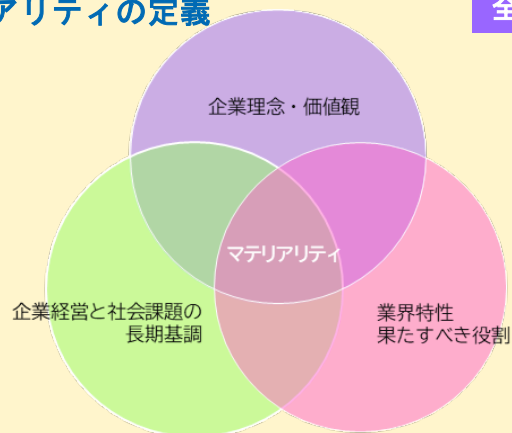 アリティの定義
全
企業理念・価値観
マテリアリティ
企業経営と社会課題の
長期基調
業界特性
果たすべき役割